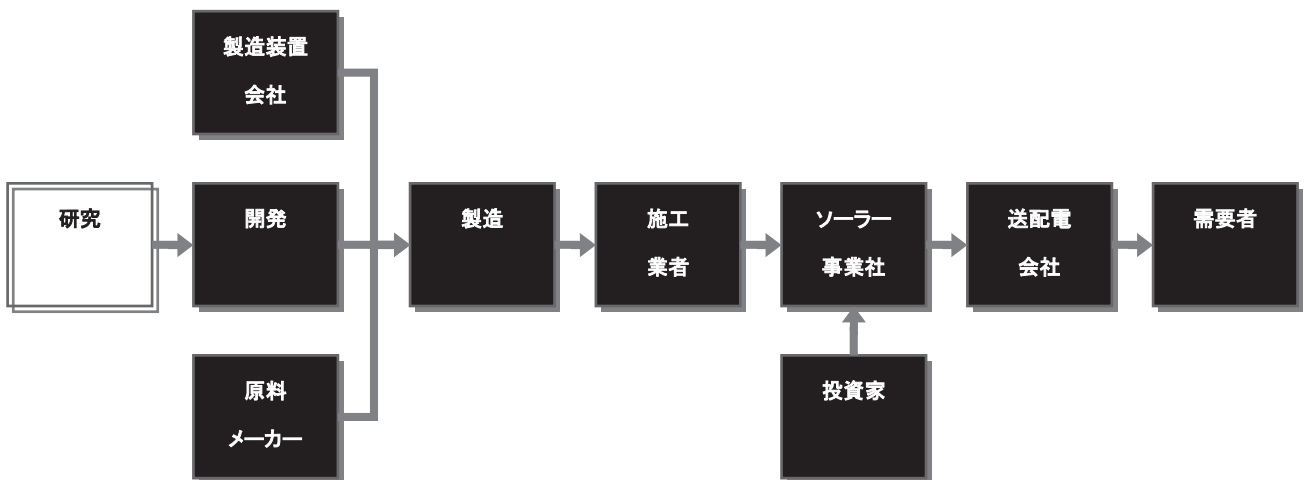 製造装置
会社
研究
開発
製造
施工
業者
ソーラー
事業社
送配電
会社
需要者
原料
メーカー
投資家